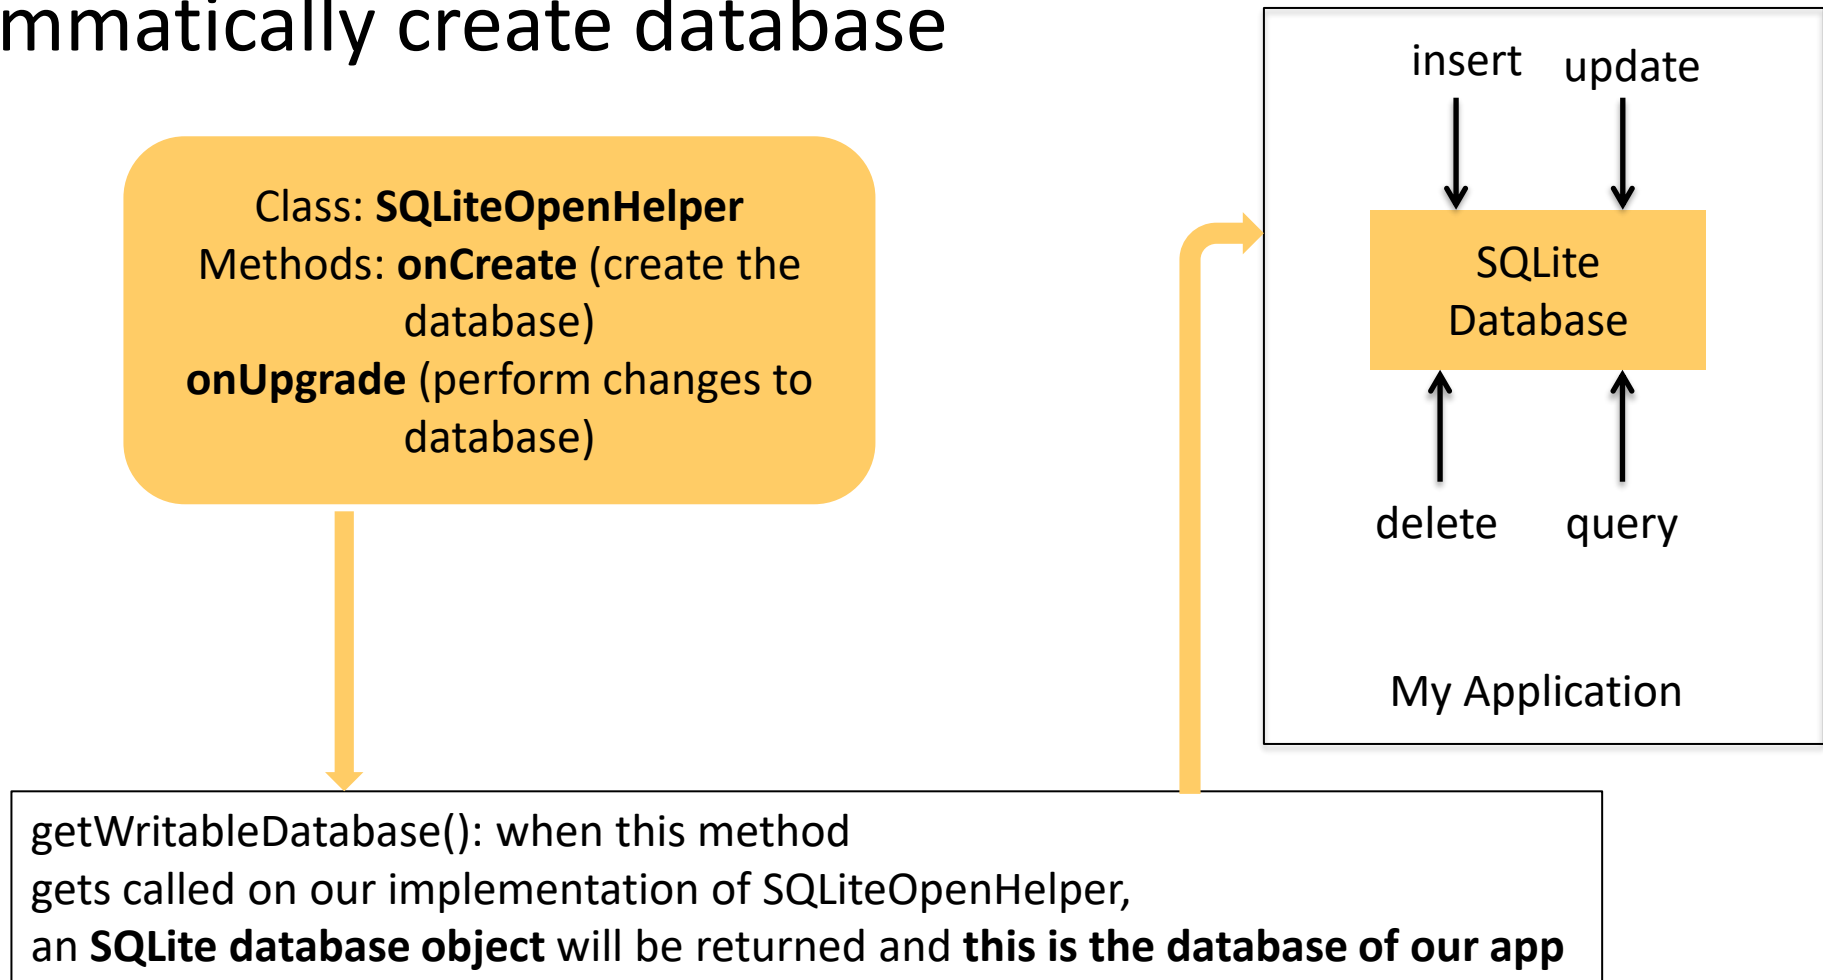 mmatically create database
Class: SQLiteOpenHelper
Methods: onCreate (create the
database)
onUpgrade (perform changes to
database)
insert
update
SQLite
Database
delete
query
My Application
getWritableDatabase(): when this method
gets called on our implementation of SQLiteOpenHelper,
an SQLite database object will be returned and this is the database of our app